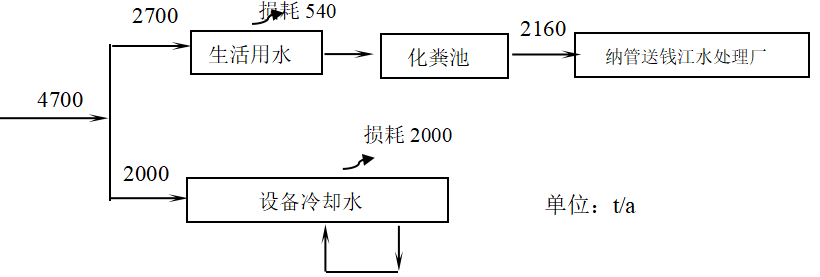 2700
损耗 540
2160
生活用水
化粪池
纳管送钱江水处理厂
4700
损耗 2000
2000
设备冷却水
单位：t/a